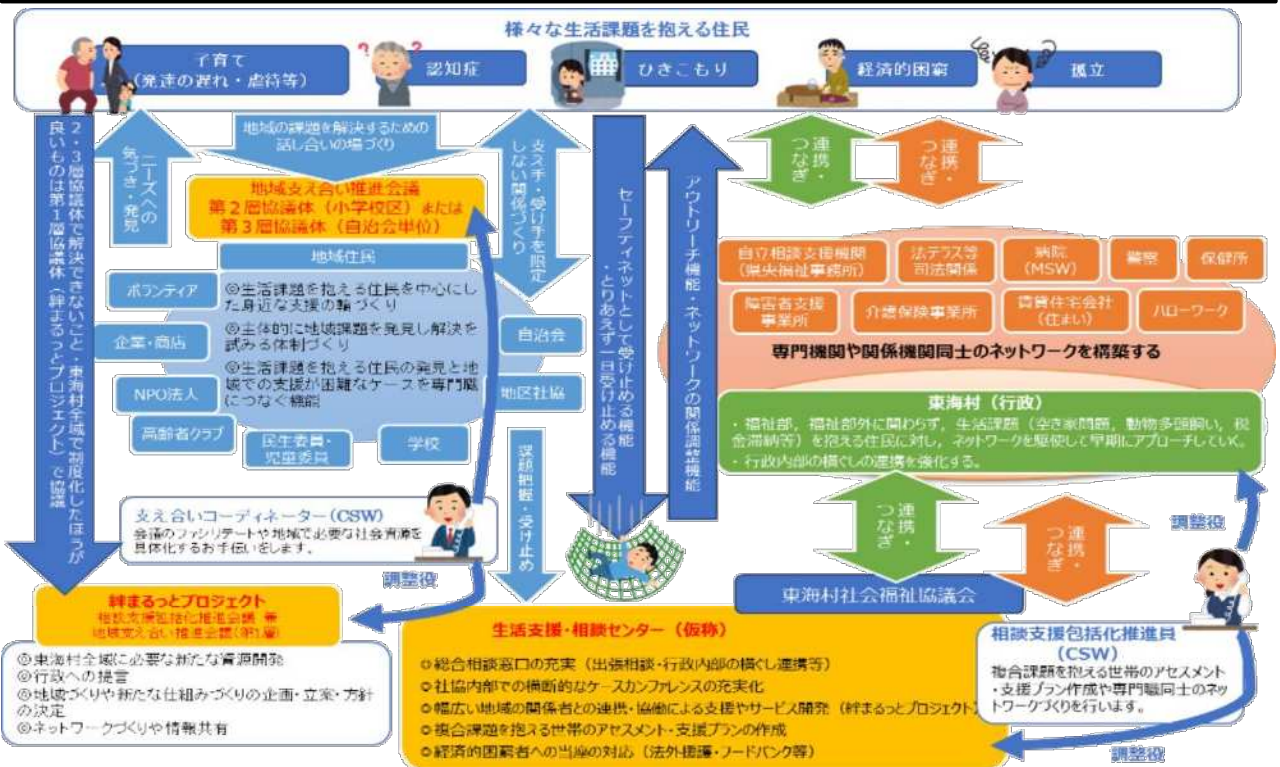 様々な生活課題を抱える住民
子育て
(発達の遅れ・虐待等)
認知症
ひきこもり
経済的困窮
孤立
2・3層協議体で解決できないこと・東海村全域で制度化したほうが
良いものは第1層協議体(絆まるっとプロジェクト)で協議
ニーズへの
気づき・発見
地域の課題を解決するための
話し合いの場づくり
支え手・受け手を限定
しない関係づくり
セーフティネットとして受け止める機能
・とりあえず一旦受け止める機能
アウトリーチ機能・ネットワークの関係調整機能
連携・
つなぎ
連携・
つなぎ
地域支え合い推進会議
第2層協議体(小学校区)または
第3層協議体(自治会単位)
地域住民
◎生活課題を抱える住民を中心にし
た身近な支援の輪づくり
◎主体的に地域課題を発見し解決を
試みる体制づくり
◎生活課題を抱える住民の発見と地
域での支援が困難なケースを専門職
につなぐ機能
ボランティア
企業・商店
NPO法人
高齢者クラブ
民生委員・
児童委員
学校
自治会
地区社協
自立相談支援機関
(県央福祉事務所)
法テラス等
司法関係
病院
(MSW)
警察
保健所
障害者支援
事業所
介護保険事業所
賃貸住宅会社
(住まい)
ハローワーク
専門機関や関係機関同士のネットワークを構築する
東海村(行政)
・福祉部,福祉部外に関わらず,生活課題(空き家問題,動物多頭飼い,税
金滞納等)を抱える住民に対し,ネットワークを駆使して早期にアプローチしていく。
・行政内部の横ぐしの連携を強化する。
課題把握・受け止め
支え合いコーディネーター(CSW)
会議のファシリテートや地域で必要な社会資源を
具体化するお手伝いをします。
調整役
連携・
つなぎ
連携・
つなぎ
調整役
絆まるっとプロジェクト
相談支援包括化推進会議 兼
地域支え合い推進会議(第1層)
◎東海村全域に必要な新たな資源開発
◎行政への提言
◎地域づくりや新たな仕組みづくりの企画・立案・方針
の決定
◎ネットワークづくりや情報共有
東海村社会福祉協議会
生活支援・相談センター(仮称)
◎総合相談窓口の充実(出張相談・行政内部の横ぐし連携等)
◎社協内部での横断的なケースカンファレンスの充実化
◎幅広い地域の関係者との連携・協働による支援やサービス開発(絆まるっとプロジェクト)
◎複合課題を抱える世帯のアセスメント・支援プランの作成
◎経済的困窮者への当座の対応(法外援護・フードバンク等)
相談支援包括化推進員
(CSW)
複合課題を抱える世帯のアセスメント
・支援プラン作成や専門職同士のネッ
トワークづくりを行います。
調整役